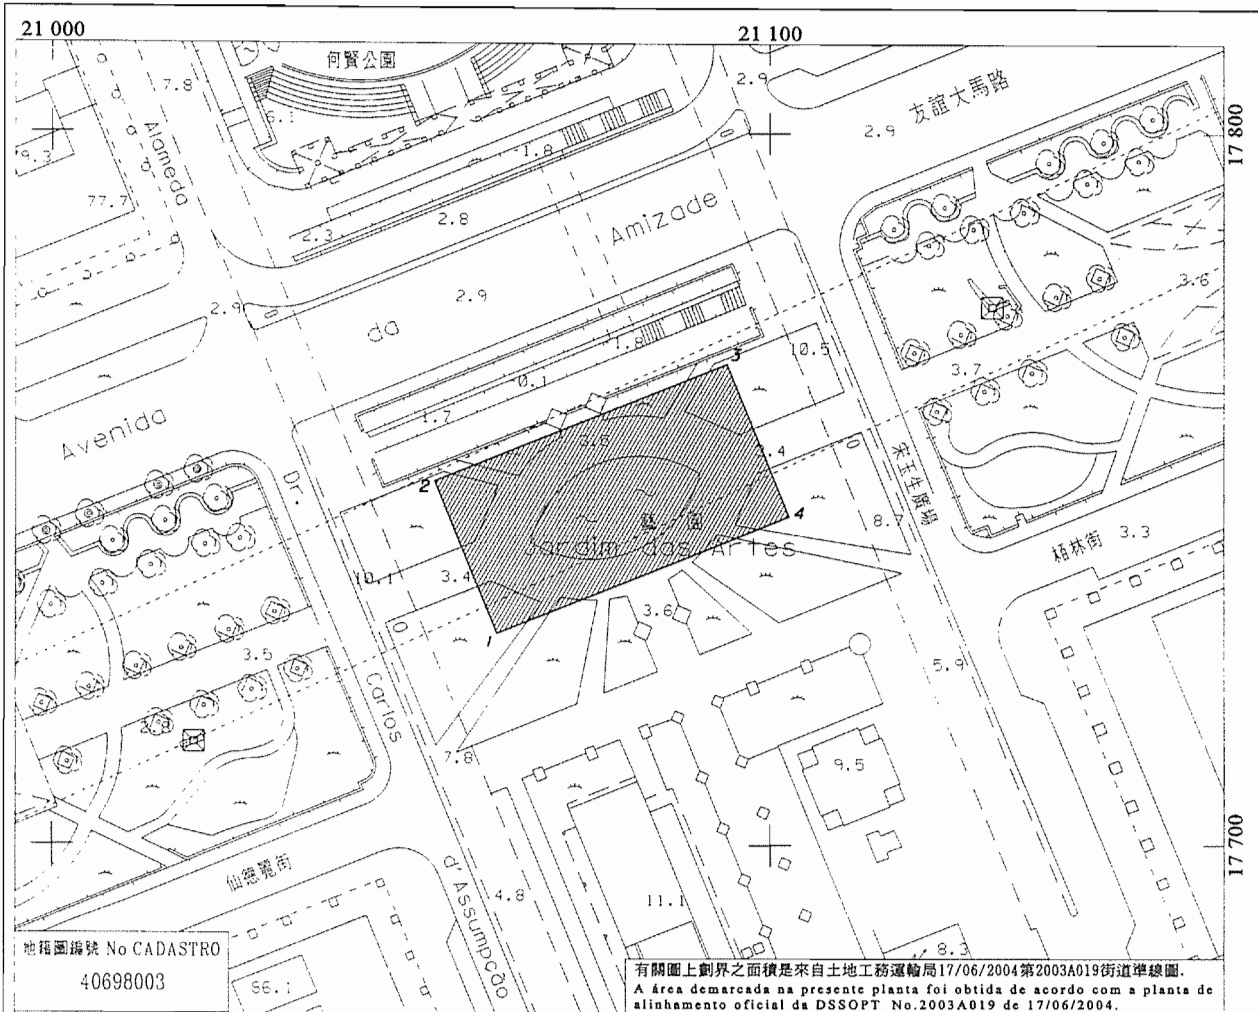 21 000
21 100
何賢公園
7.8
2.9
友誼大馬路
2.9
6.1
17 800
9.3
Alameda
1.8
77.7
2.8
Amizade
2.3
3.6
2.9
2.9
da
1.8
10.5
3
0.1
3.7
1.7
Avenida
3.4
Dr.
2
宋玉生廣場
4
8.7
藝園
Jardim dos Artes
柏林街
3.3
10.1
3.4
3.6
1
3.5
5.9
Carlos
7.8
9.5
17 700
仙德麗街
d'Assumpção
4.8
11.1
8.3
地籍圖編號 No CADASTRO
40698003
86.1
有關圖上劃界之面積是來自土地工務運輸局17/06/2004第2003A019街道準線圖.
A área demarcada na presente planta foi obtida de acordo com a planta de
alinhamento oficial da DSSOPT No.2003A019 de 17/06/2004.